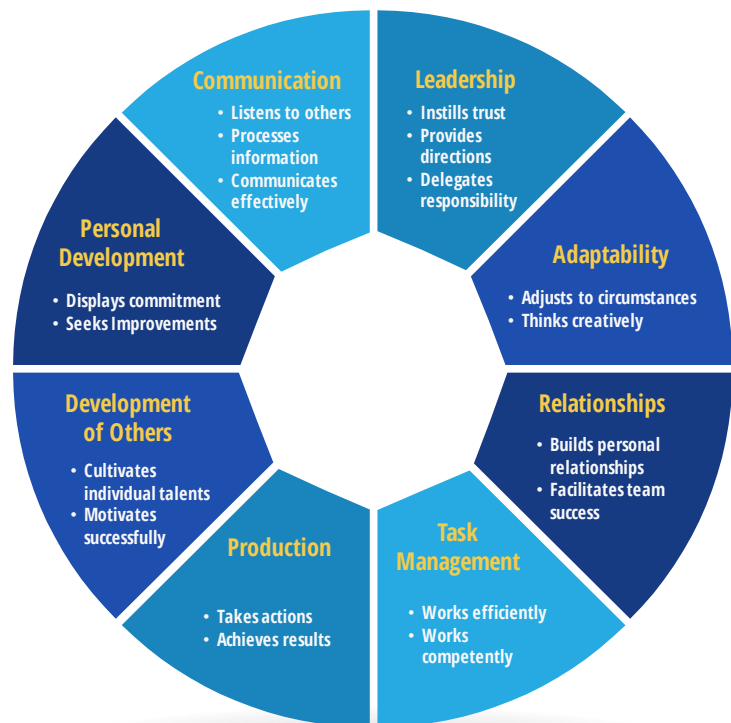 Communication
• Listens to others
• Processes
information
• Communicates
effectively
Leadership
• Instills trust
• Provides
directions
• Delegates
responsibility
Adaptability
• Adjusts to circumstances
• Thinks creatively
Relationships
• Builds personal
relationships
• Facilitates team
success
Task
Management
• Works efficiently
• Works
competently
Production
• Takes actions
• Achieves results
Development
of Others
• Cultivates
individual talents
• Motivates
successfully
Personal
Development
• Displays commitment
• Seeks Improvements